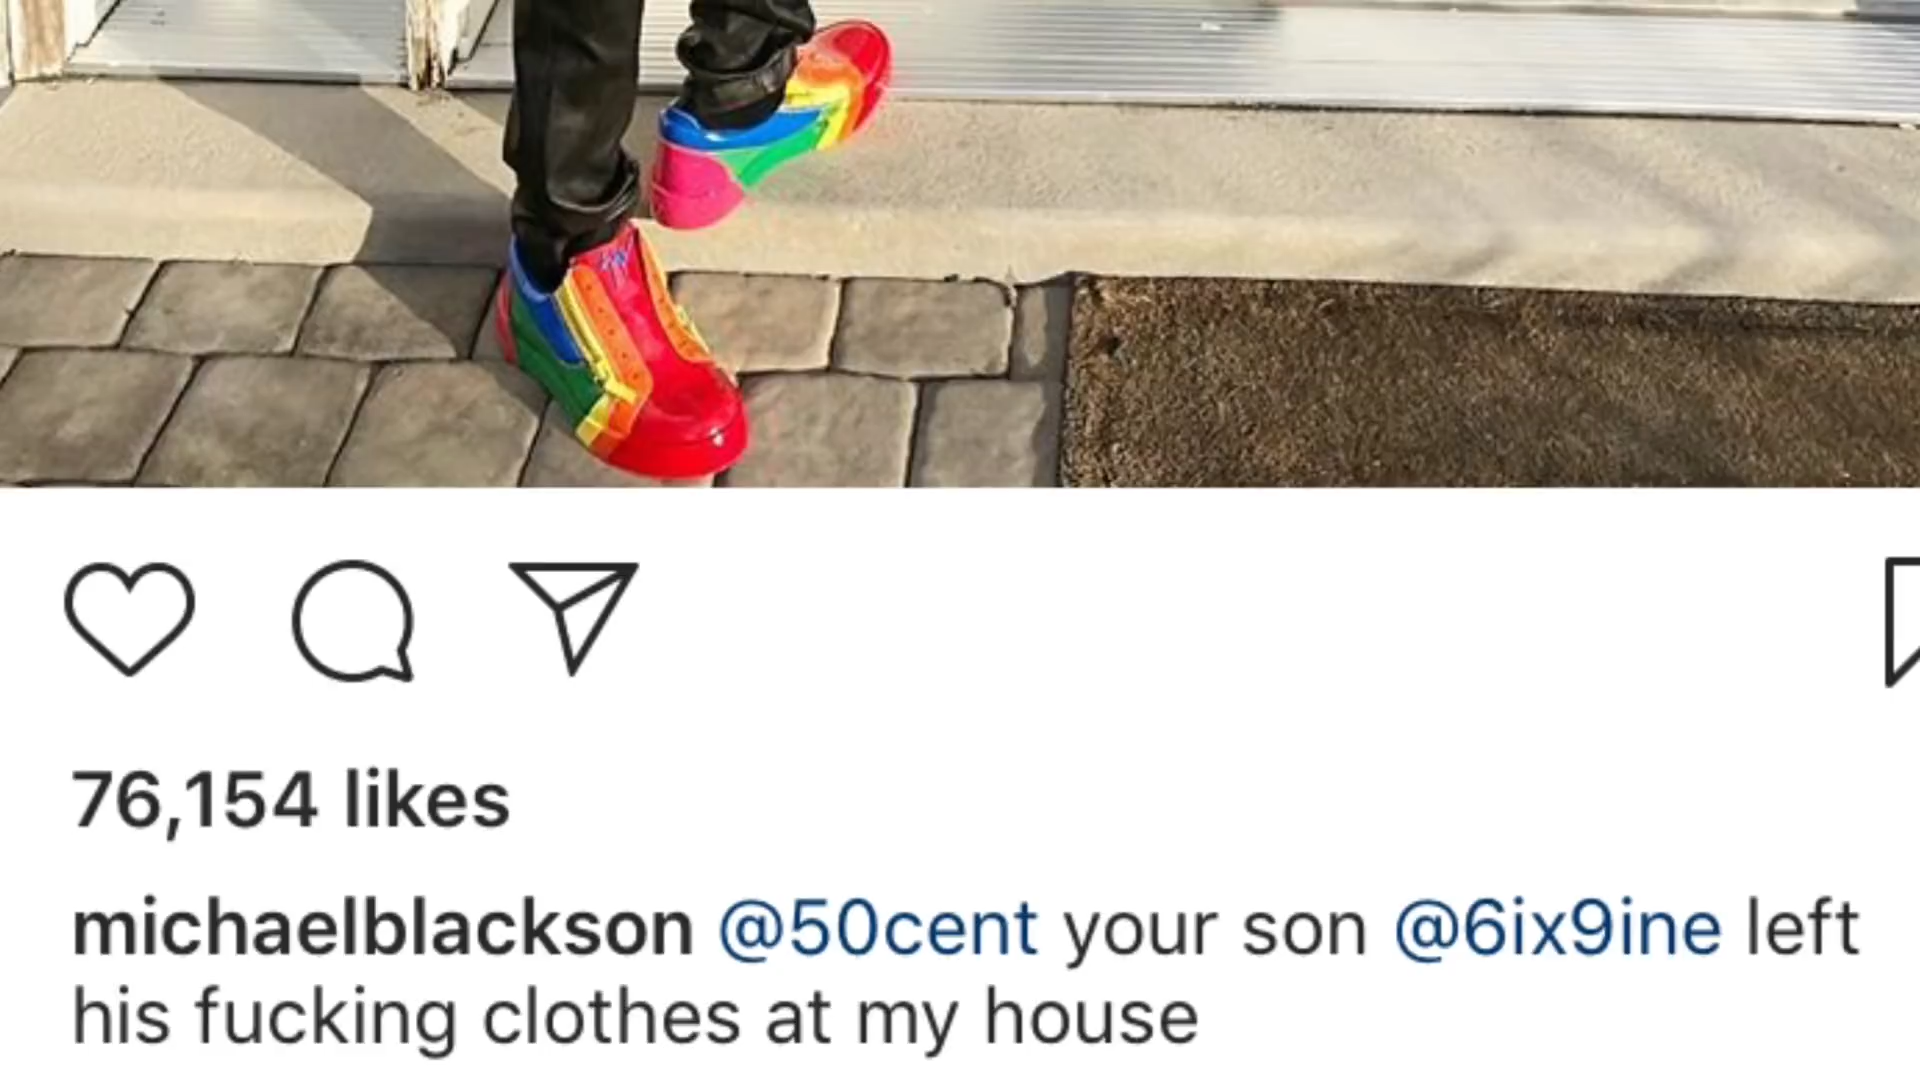 76,154 likes
michaelblackson @50cent your son @6ix9ine left
his fucking clothes at my house